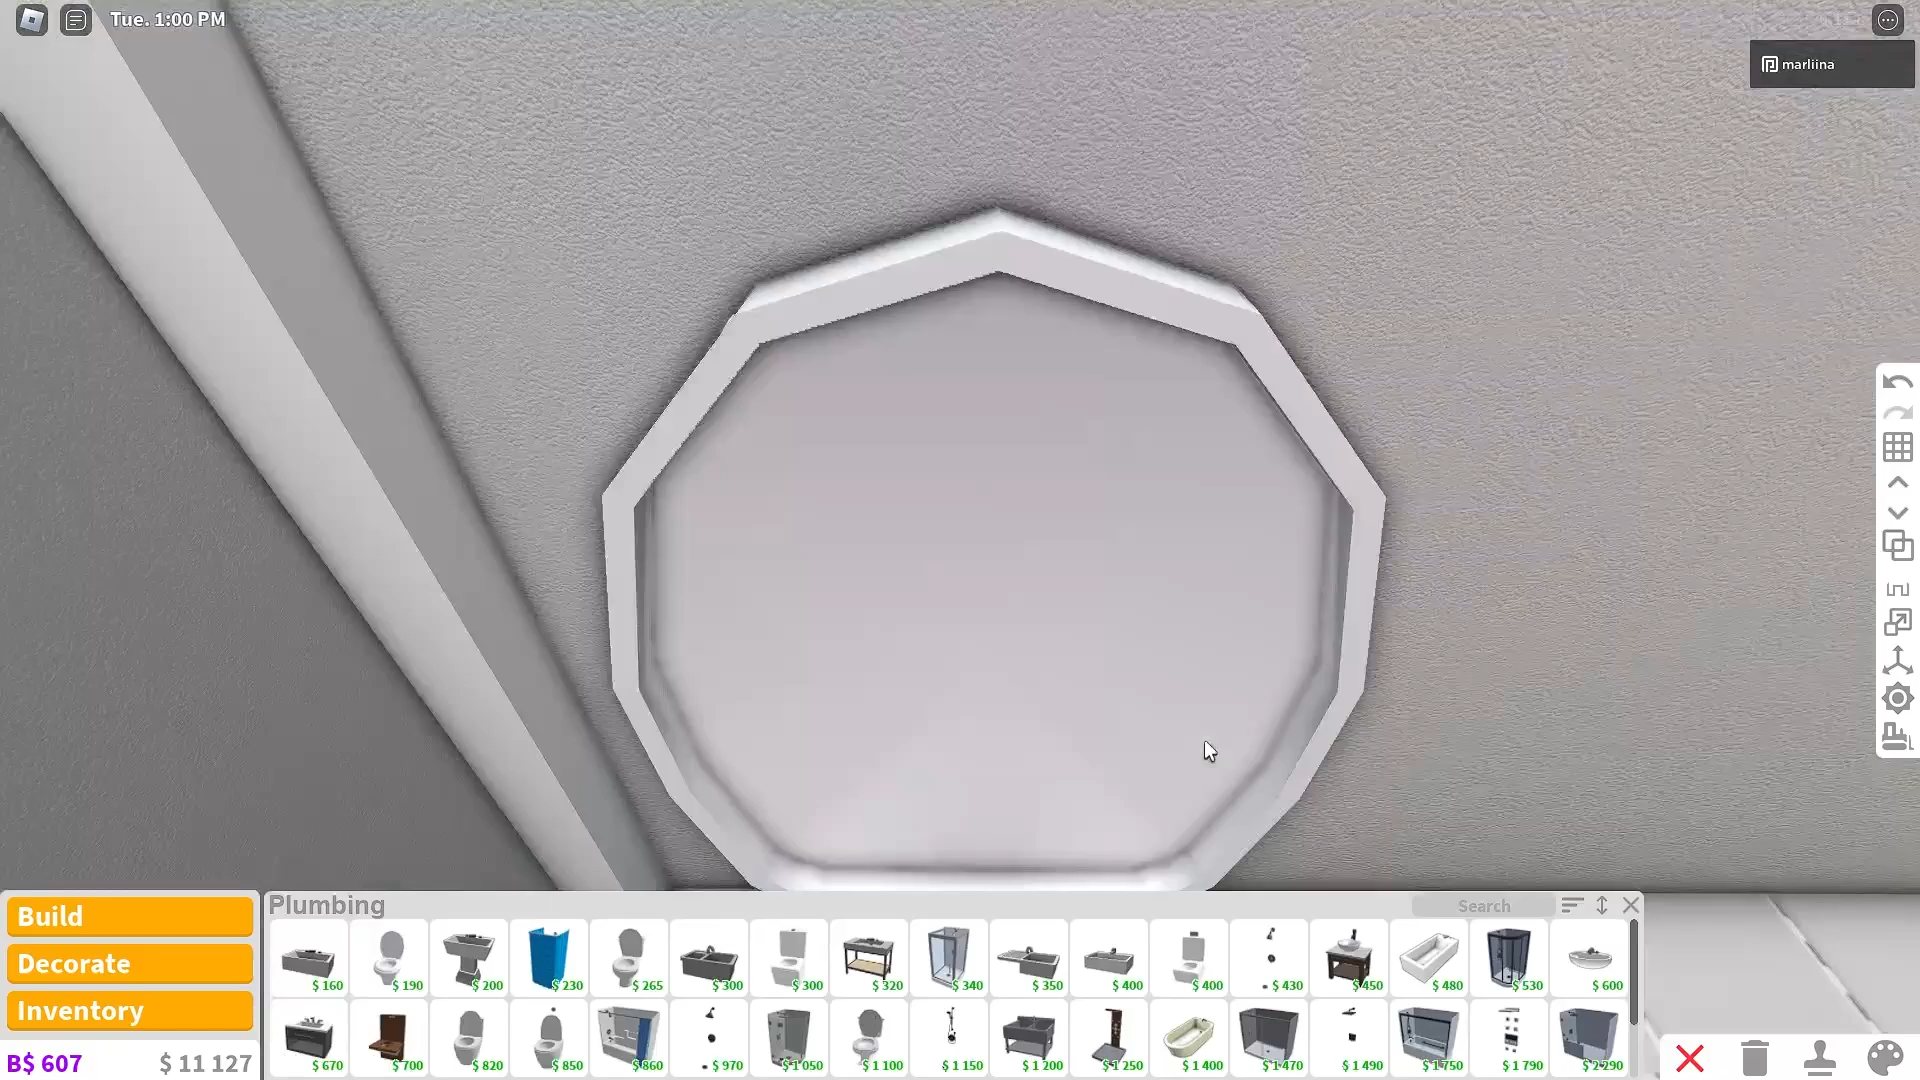 Tue. 1:00 PM
marliina
Build
Decorate
Inventory
B$ 607
$ 11 127
Plumbing
Search
$ 160
$ 190
$ 200
$ 230
$ 265
$ 300
$ 300
$ 320
$ 340
$ 350
$ 400
$ 400
$ 430
$ 450
$ 480
$ 530
$ 600
$ 670
$ 700
$ 820
$ 850
$ 860
$ 970
$ 1 050
$ 1 100
$ 1 150
$ 1 200
$ 1 250
$ 1 400
$ 1 470
$ 1 490
$ 1 750
$ 1 790
$ 2 290